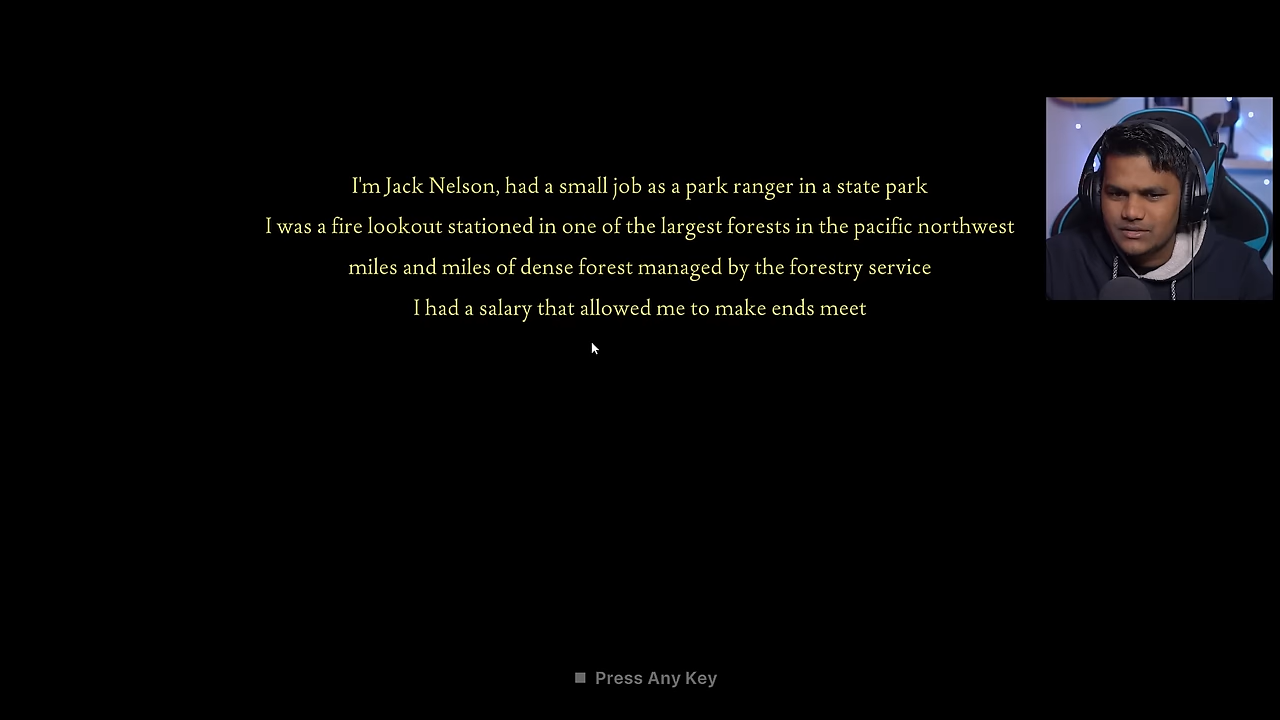 I'm Jack Nelson, had a small job as a park ranger in a state park
I was a fire lookout stationed in one of the largest forests in the pacific northwest
miles and miles of dense forest managed by the forestry service
I had a salary that allowed me to make ends meet
Press Any Key